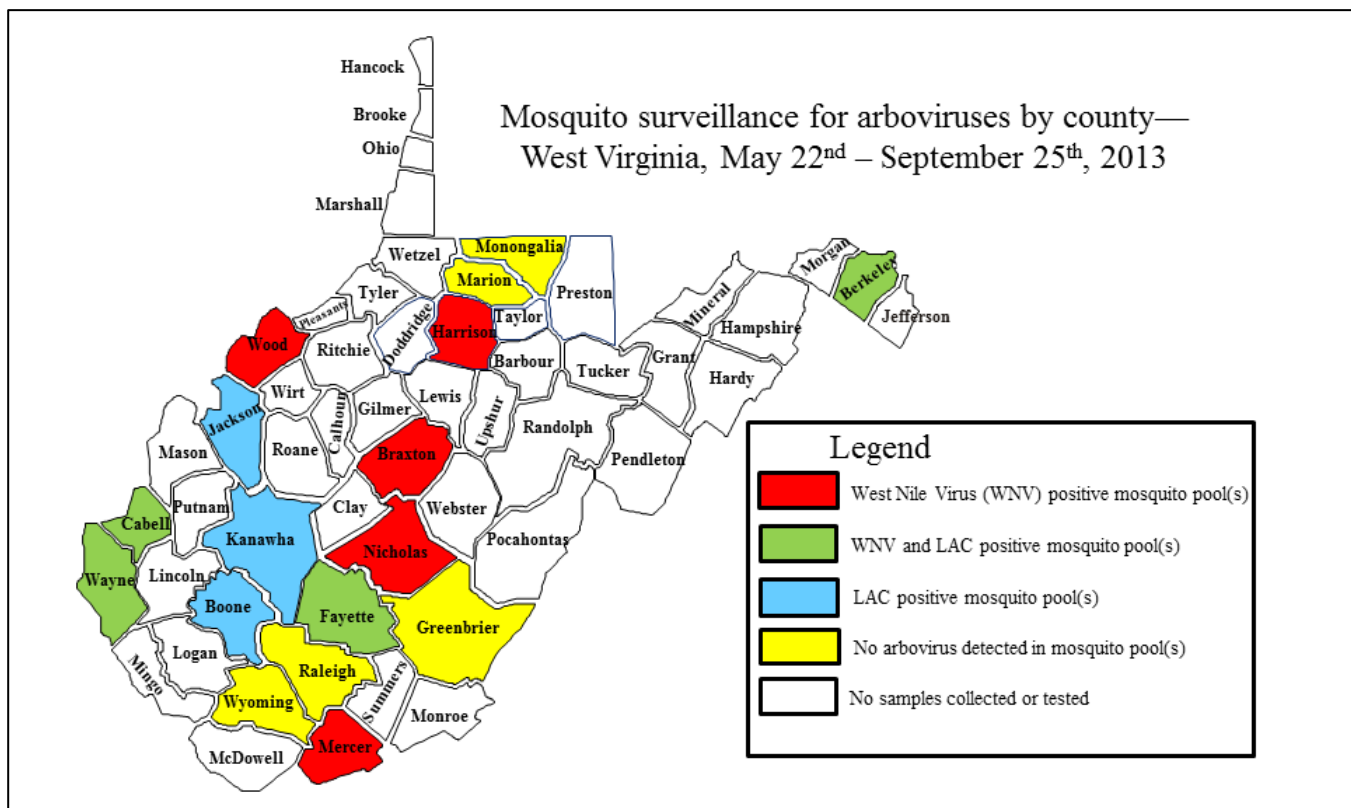 Mosquito surveillance for arboviruses by county—
West Virginia, May 22nd – September 25th, 2013
Hancock
Brooke
Ohio
Marshall
Wetzel
Monongalia
Marion
Preston
Tyler
Pleasants
Doddridge
Harrison
Taylor
Wood
Ritchie
Barbour
Tucker
Grant
Mineral
Hampshire
Hardy
Morgan
Berkeley
Jefferson
Wirt
Calhoun
Gilmer
Lewis
Upshur
Randolph
Pendleton
Jackson
Mason
Roane
Braxton
Putnam
Clay
Webster
Pocahontas
Cabell
Kanawha
Nicholas
Wayne
Lincoln
Boone
Fayette
Greenbrier
Logan
Mingo
Raleigh
Summers
Wyoming
Monroe
McDowell
Mercer
Legend
West Nile Virus (WNV) positive mosquito pool(s)
WNV and LAC positive mosquito pool(s)
LAC positive mosquito pool(s)
No arbovirus detected in mosquito pool(s)
No samples collected or tested